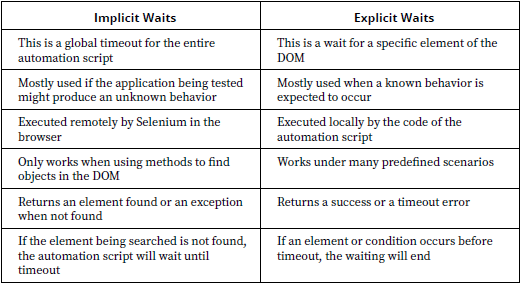 Implicit Waits
Explicit Waits
This is a global timeout for the entire
automation script
This is a wait for a specific element of the
DOM
Mostly used if the application being tested
might produce an unknown behavior
Mostly used when a known behavior is
expected to occur
Executed remotely by Selenium in the
browser
Executed locally by the code of the
automation script
Only works when using methods to find
objects in the DOM
Works under many predefined scenarios
Returns an element found or an exception
when not found
Returns a success or a timeout error
If the element being searched is not found,
the automation script will wait until
timeout
If an element or condition occurs before
timeout, the waiting will end